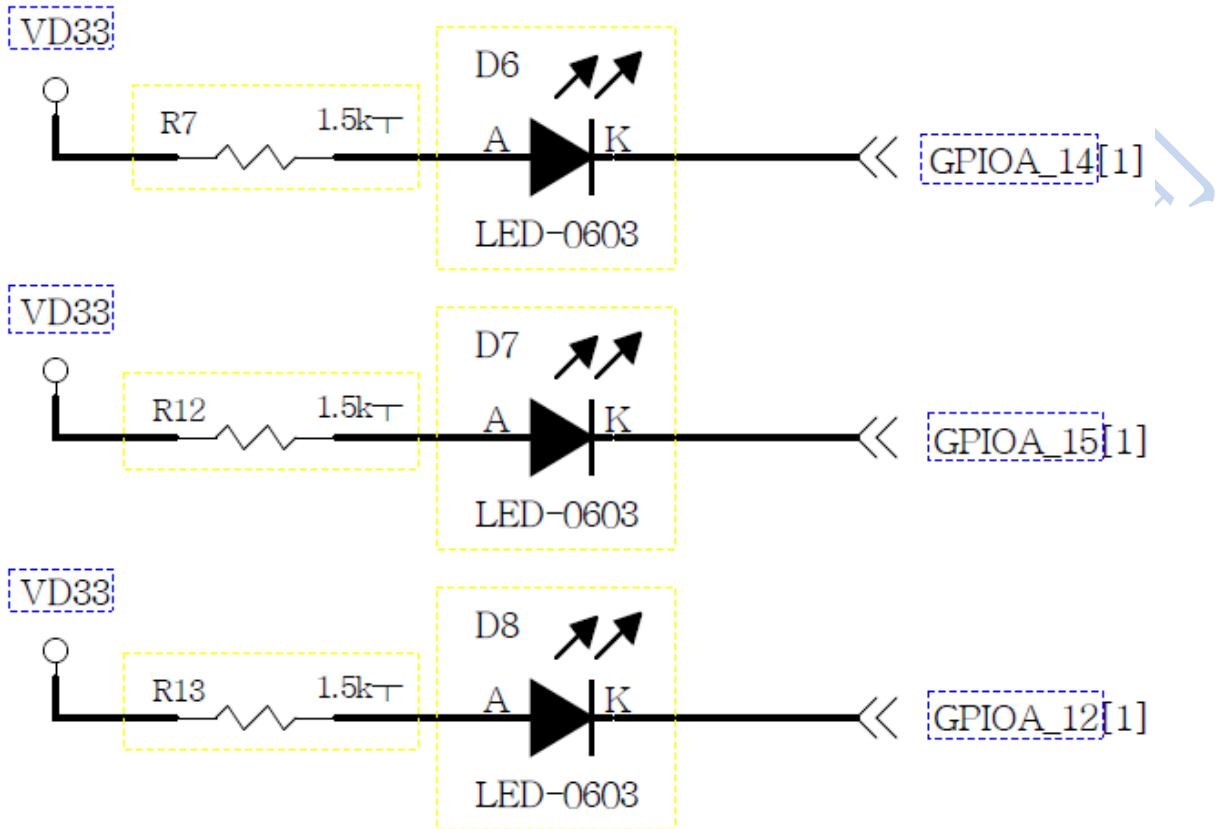 VD33
D6
R7 1.5k
A K
GPIOA_14[1]
LED-0603
VD33
D7
R12 1.5k
A K
GPIOA_15[1]
LED-0603
VD33
D8
R13 1.5k
A K
GPIOA_12[1]
LED-0603